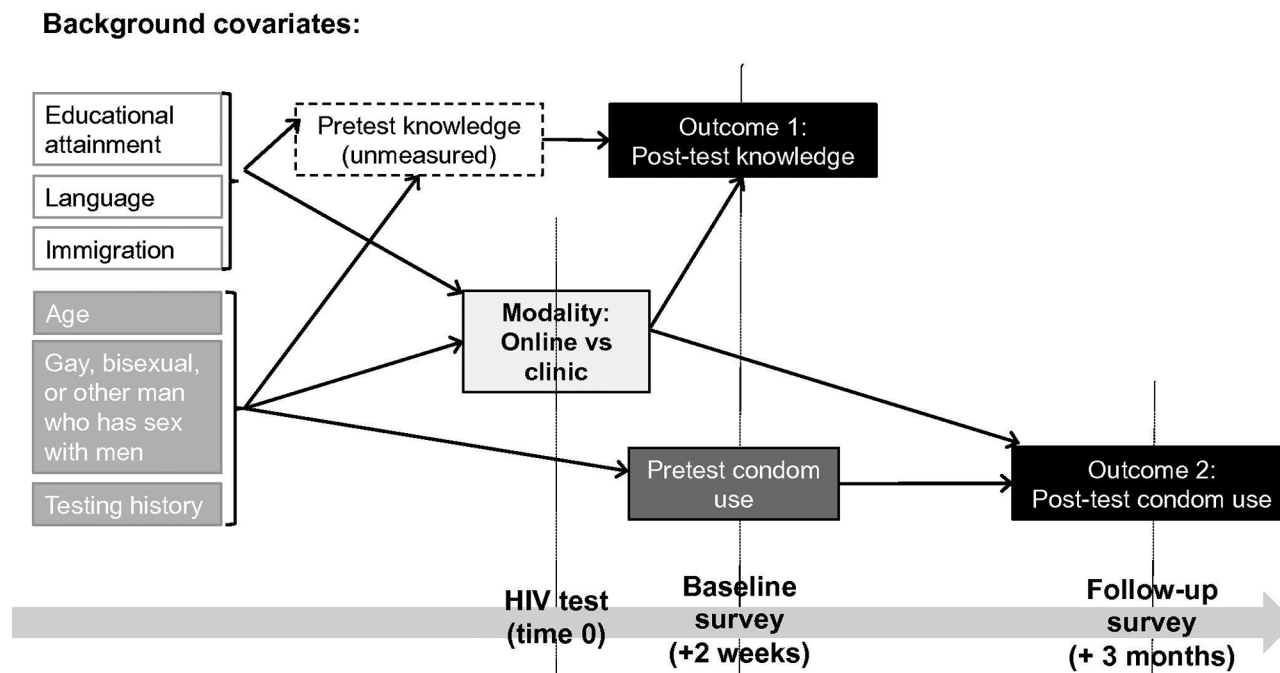 Background covariates:
Educational
attainment
Language
Immigration
Age
Gay, bisexual,
or other man
who has sex
with men
Testing history
Pretest knowledge
(unmeasured)
Outcome 1:
Post-test knowledge
Modality:
Online vs
clinic
Pretest condom
use
Outcome 2:
Post-test condom use
HIV test
(time 0)
Baseline
survey
(+2 weeks)
Follow-up
survey
(+ 3 months)